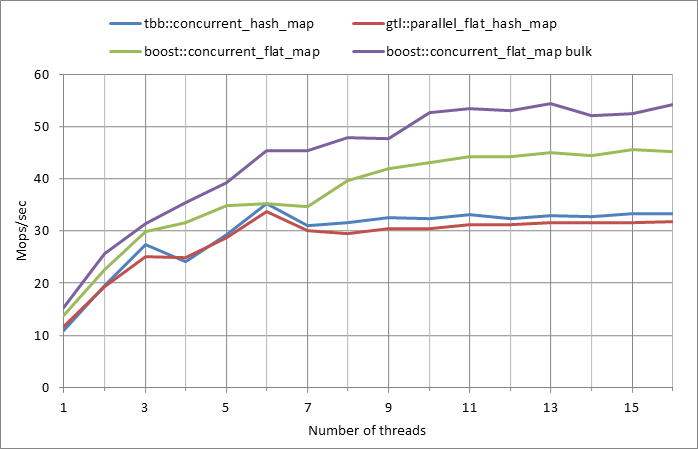 tbb::concurrent_hash_map gtl::parallel_flat_hash_map
boost::concurrent_flat_map boost::concurrent_flat_map bulk
60
50
40
30
20
10
0
Mops/sec
1 3 5 7 9 11 13 15
Number of threads